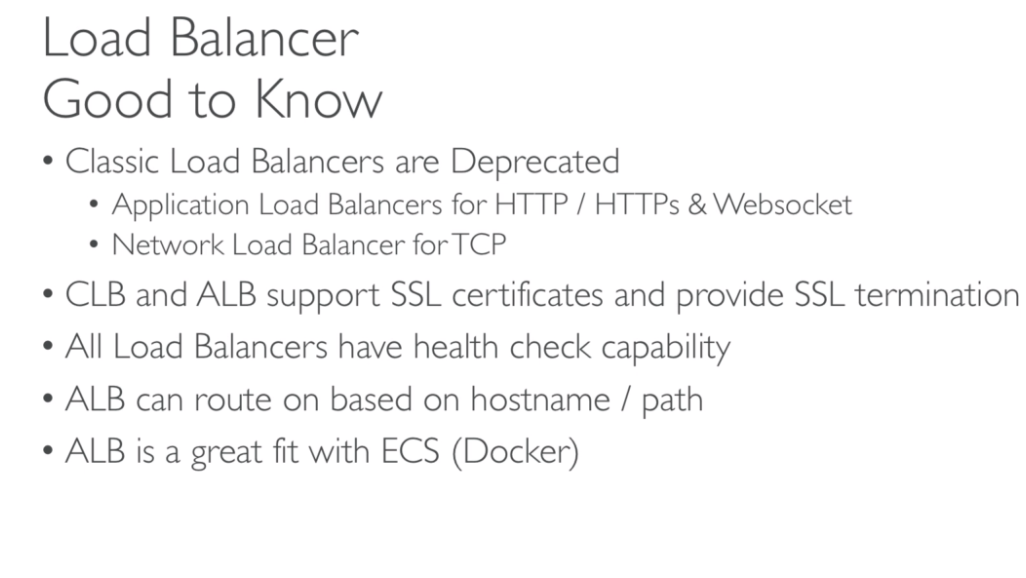 Load Balancer
Good to Know
• Classic Load Balancers are Deprecated
• Application Load Balancers for HTTP / HTTPs & Websocket
• Network Load Balancer for TCP
• CLB and ALB support SSL certificates and provide SSL termination
• All Load Balancers have health check capability
• ALB can route on based on hostname / path
• ALB is a great fit with ECS (Docker)